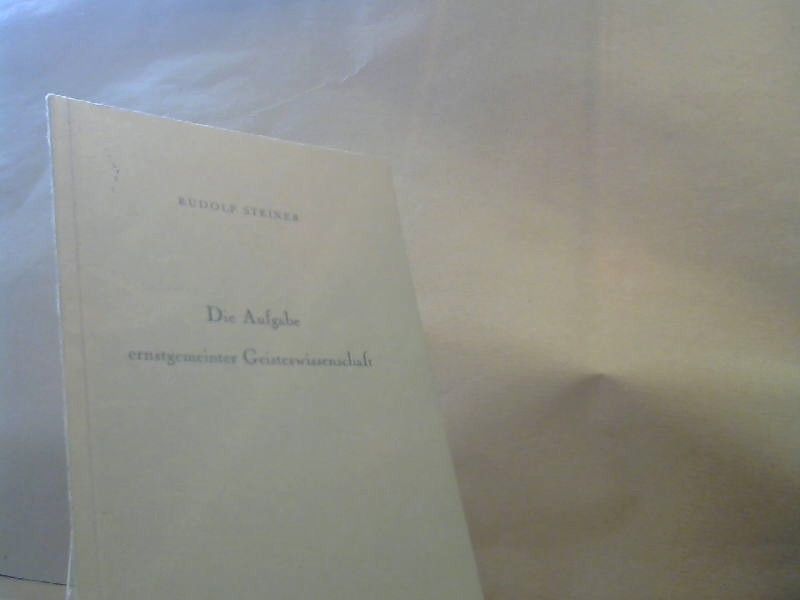 RUDOLF STEINER
Die Aufgabe
ernstgemeinter Geisteswissenschaft